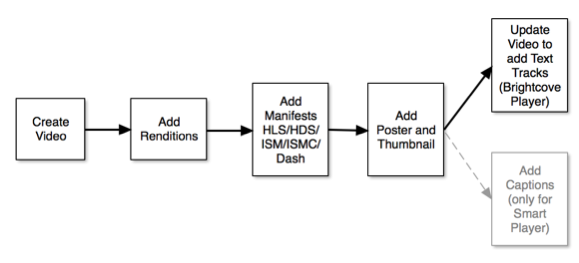 Create
Video
Add
Renditions
Add
Manifests
HLS/HDS/
ISM/ISMC/
Dash
Add
Poster and
Thumbnail
Update
Video to
add Text
Tracks
(Brightcove
Player)
Add
Captions
(only for
Smart
Player)